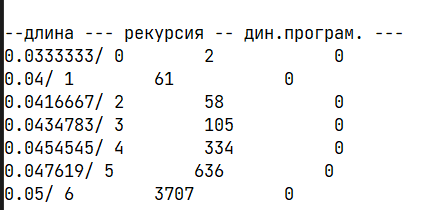 --длина --- рекурсия -- дин.програм. ---
0.0333333/ 0 2 0
0.04/ 1 61 0
0.0416667/ 2 58 0
0.0434783/ 3 105 0
0.0454545/ 4 334 0
0.047619/ 5 636 0
0.05/ 6 3707 0